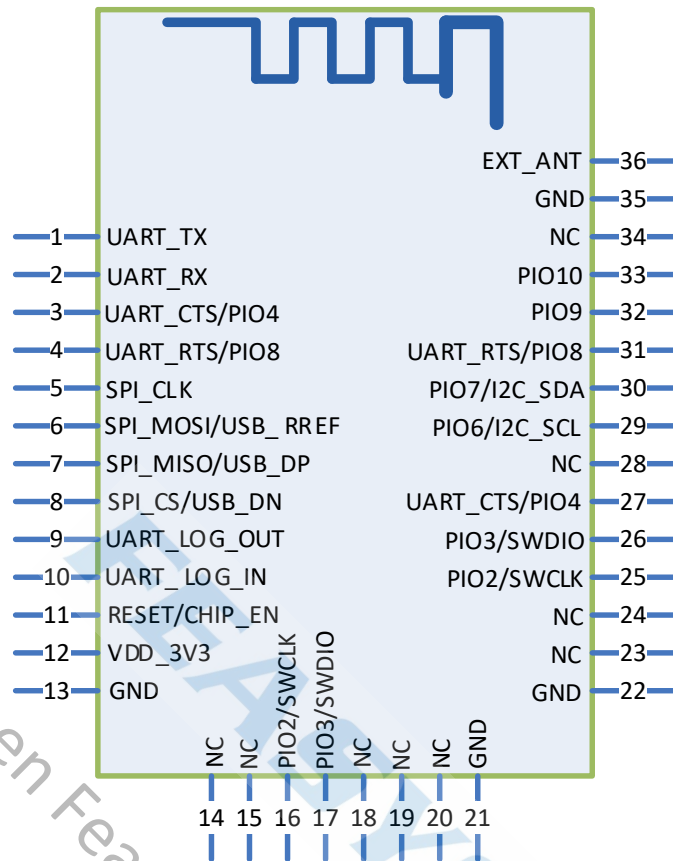 EXT_ANT 36
GND 35
1 UART_TX NC 34
2 UART_RX PIO10 33
3 UART_CTS/PIO4 PIO9 32
4 UART_RTS/PIO8 UART_RTS/PIO8 31
5 SPI_CLK PIO7/I2C_SDA 30
6 SPI_MOSI/USB_RREF PIO6/I2C_SCL 29
7 SPI_MISO/USB_DP NC 28
8 SPI_CS/USB_DN UART_CTS/PIO4 27
9 UART_LOG_OUT PIO3/SWDIO 26
10 UART_LOG_IN PIO2/SWCLK 25
11 RESET/CHIP_EN NC 24
12 VDD_3V3 NC 23
13 GND GND 22
NC NC PIO2/SWCLK PIO3/SWDIO NC NC NC GND
14 15 16 17 18 19 20 21